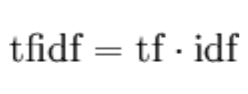 tfidf = tf · idf